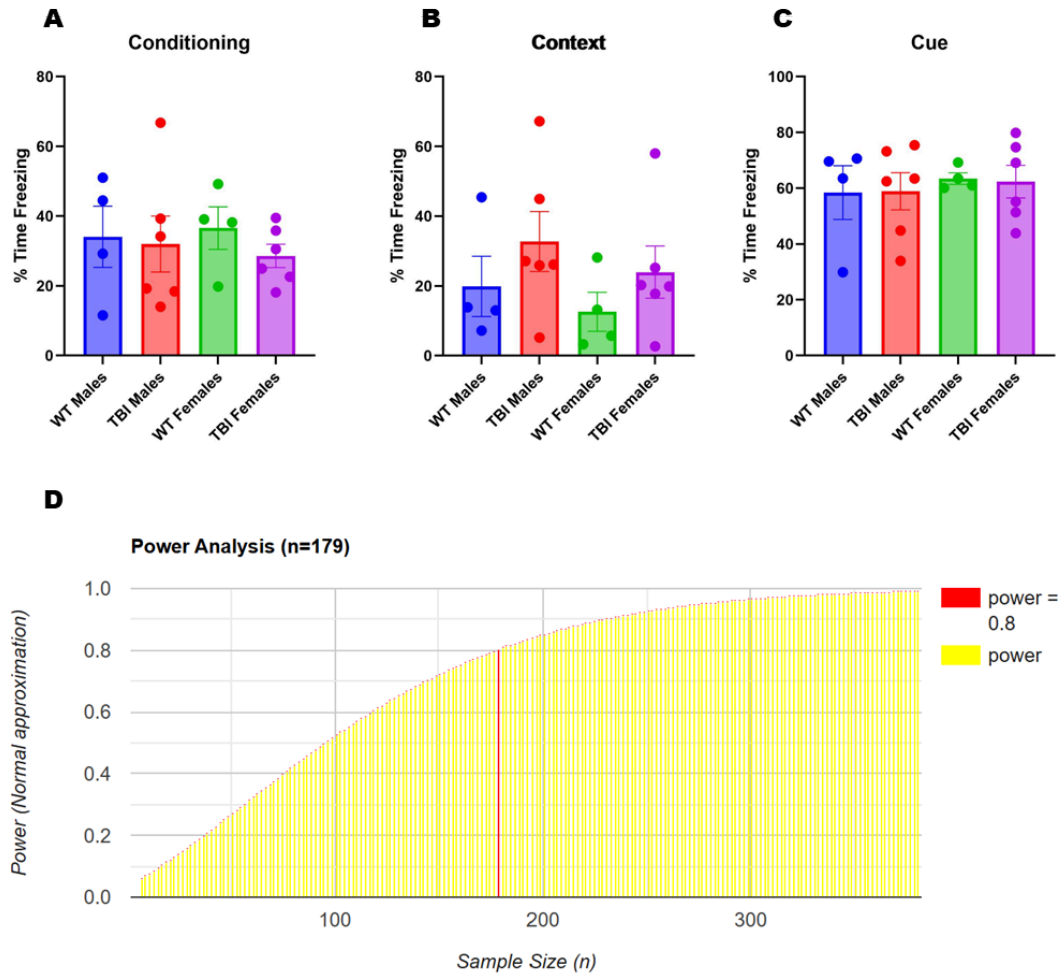 A
Conditioning
% Time Freezing
80
60
40
20
0
WT Males
TBI Males
WT Females
TBI Females
B
Context
% Time Freezing
80
60
40
20
0
WT Males
TBI Males
WT Females
TBI Females
C
Cue
% Time Freezing
100
80
60
40
20
0
WT Males
TBI Males
WT Females
TBI Females
D
Power Analysis (n=179)
Power (Normal approximation)
1.0
0.8
0.6
0.4
0.2
0.0
100
200
300
Sample Size (n)
power =
0.8
power